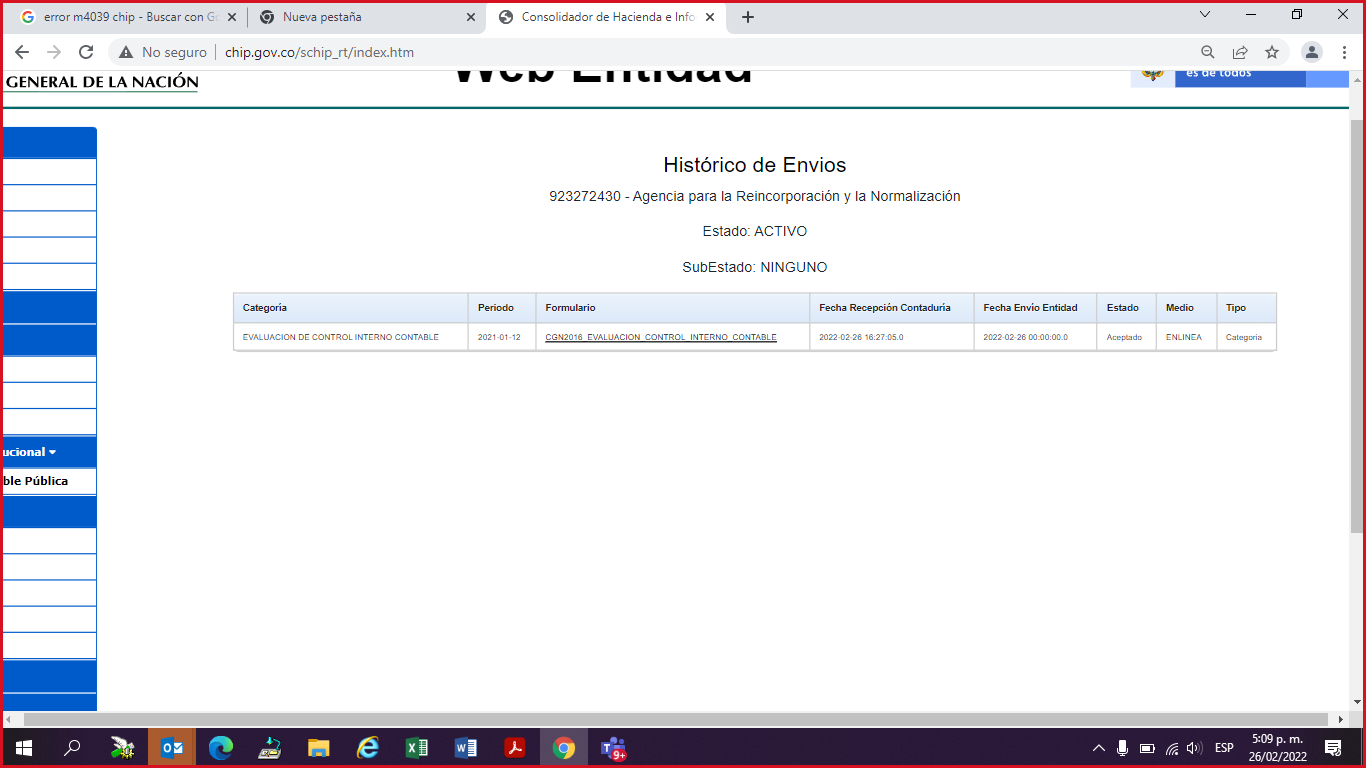 error m4039 chip - Buscar con Go
Nueva pestaña
Consolidador de Hacienda e Info
No seguro
chip.gov.co/schip_rt/index.htm
GENERAL DE LA NACIÓN
Web Entidad
es de todos
Histórico de Envios
923272430 - Agencia para la Reincorporación y la Normalización
Estado: ACTIVO
SubEstado: NINGUNO
Categoría Periodo Formulario Fecha Recepción Contaduría Fecha Envío Entidad Estado Medio Tipo
EVALUACION DE CONTROL INTERNO CONTABLE 2021-01-12 CGN2016_EVALUACION_CONTROL_INTERNO_CONTABLE 2022-02-26 16:27:05.0 2022-02-26 00:00:00.0 Aceptado ENLINEA Categoria
ucional
ble Pública
9+
ESP
5:09 p. m.
26/02/2022